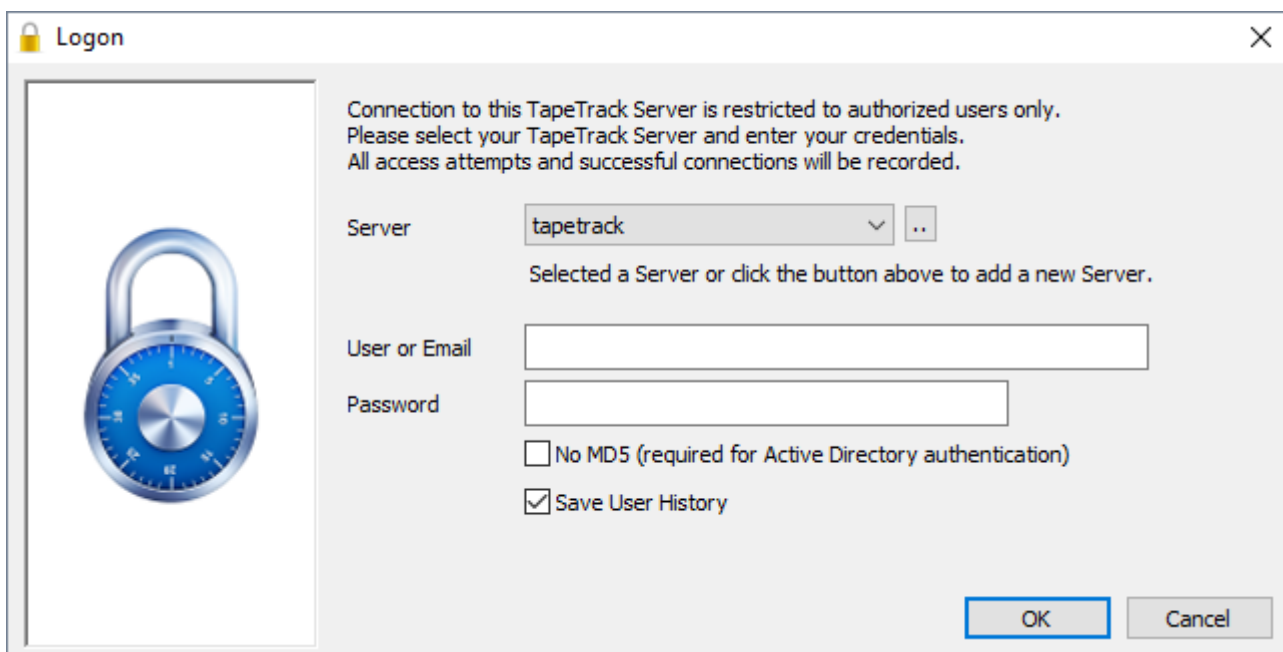 Logon
Connection to this TapeTrack Server is restricted to authorized users only.
Please select your TapeTrack Server and enter your credentials.
All access attempts and successful connections will be recorded.
Server
tapetrack
..
Selected a Server or click the button above to add a new Server.
User or Email
Password
No MD5 (required for Active Directory authentication)
Save User History
OK
Cancel